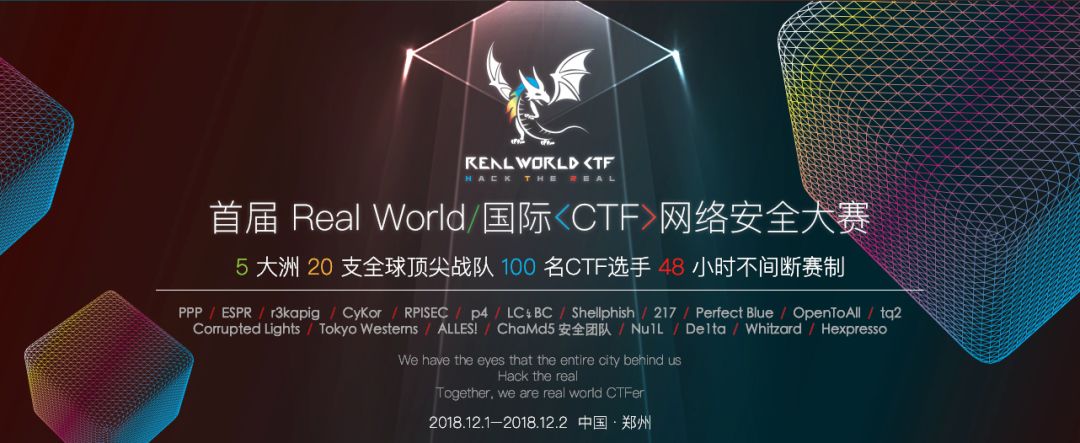 REAL WORLD CTF
HACK THE REAL
首届 Real World/国际<CTF>网络安全大赛
5 大洲 20 支全球顶尖战队 100 名CTF选手 48 小时不间断赛制
PPP / ESPR / r3kapig / CyKor / RPISEC / p4 / LC↯BC / Shellphish / 217 / Perfect Blue / OpenToAll / tq2
Corrupted Lights / Tokyo Westerns / ALLES! / ChaMd5 安全团队 / Nu1L / De1ta / Whitzard / Hexpresso
We have the eyes that the entire city behind us
Hack the real
Together, we are real world CTFer
2018.12.1—2018.12.2 中国·郑州